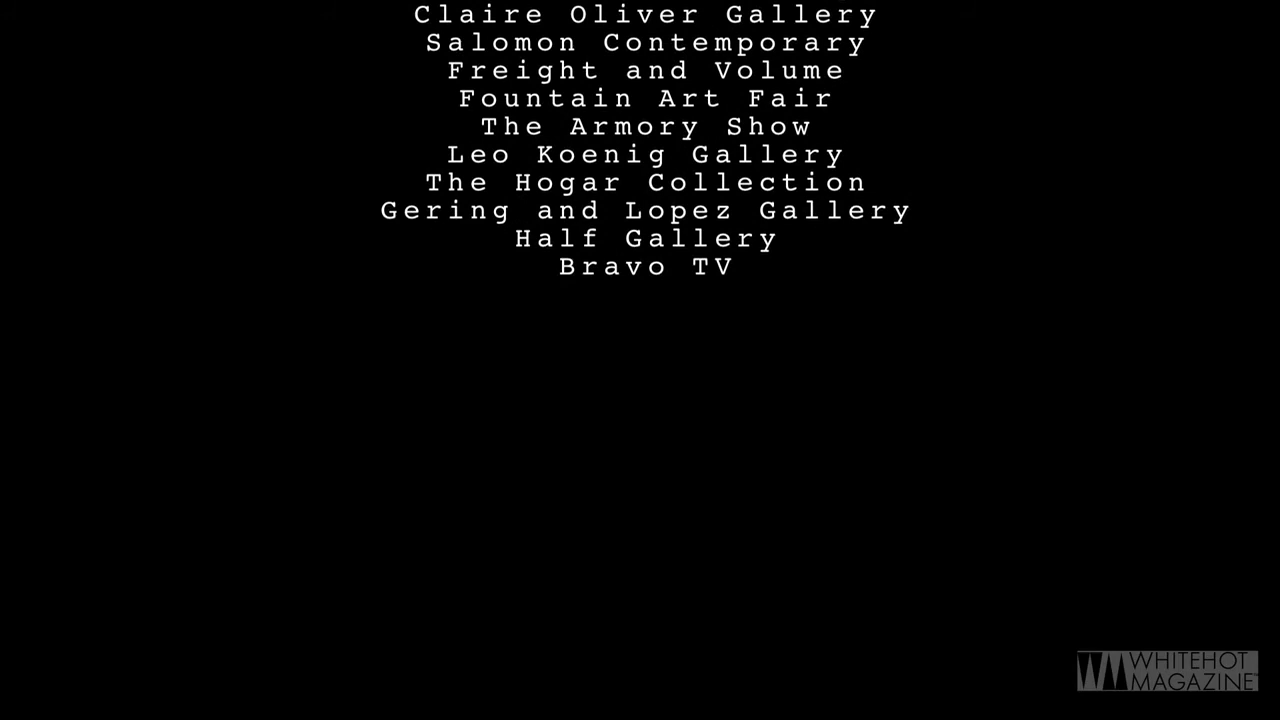 Claire Oliver Gallery
Salomon Contemporary
Freight and Volume
Fountain Art Fair
The Armory Show
Leo Koenig Gallery
The Hogar Collection
Gering and Lopez Gallery
Half Gallery
Bravo TV
WHITEHOT
MAGAZINE